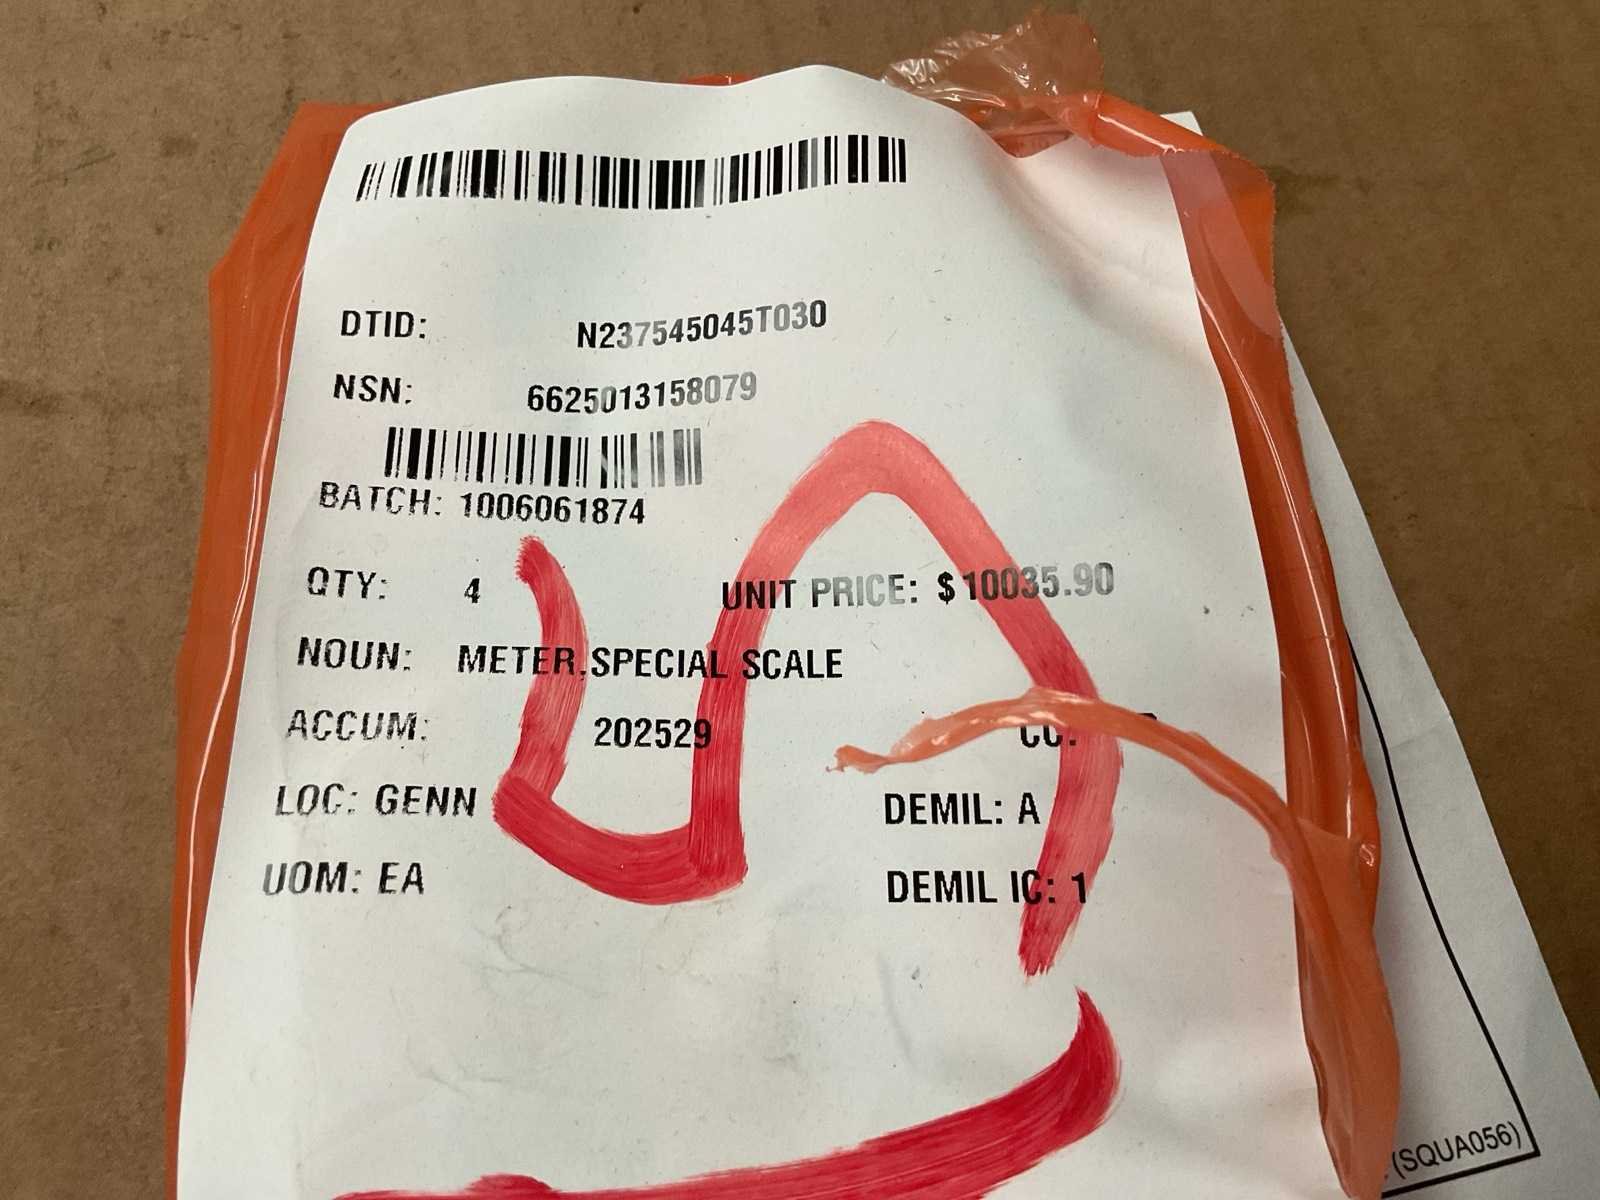 DTID: N237545045T030
NSN: 6625013158079
BATCH: 1006061874
QTY: 4 UNIT PRICE: $10035.90
NOUN: METER,SPECIAL SCALE
ACCUM: 202529 CC:
LOC: GENN DEMIL: A
UOM: EA DEMIL IC: 1
(SQUA056)